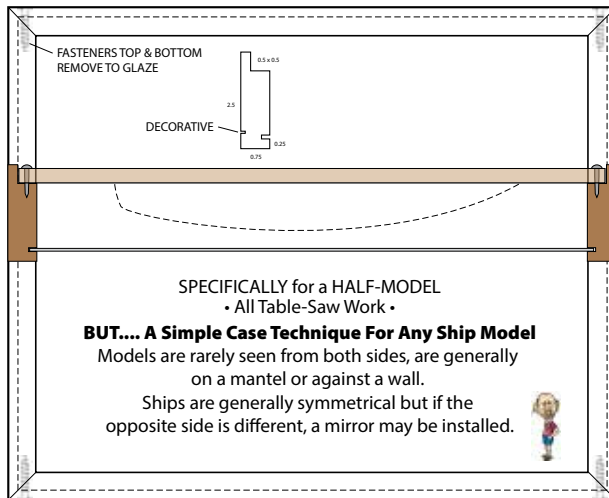 FASTENERS TOP & BOTTOM
REMOVE TO GLAZE
0.5 x 0.5
2.5
DECORATIVE
0.25
0.75
SPECIFICALLY for a HALF-MODEL
• All Table-Saw Work •
BUT.... A Simple Case Technique For Any Ship Model
Models are rarely seen from both sides, are generally
on a mantel or against a wall.
Ships are generally symmetrical but if the
opposite side is different, a mirror may be installed.